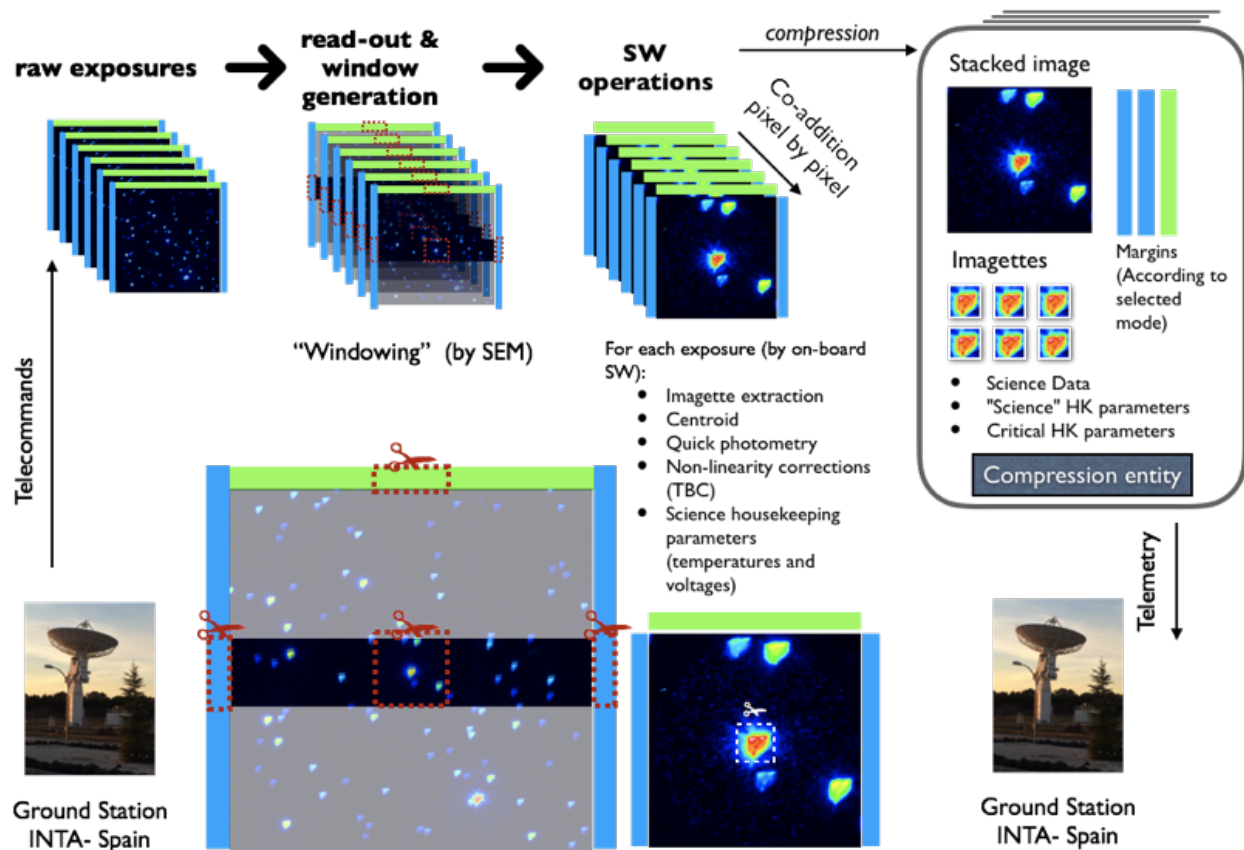 raw exposures
read-out &
window
generation
SW
operations
compression
Co-addition
pixel by pixel
Stacked image
Imagettes
Margins
(According to
selected
mode)
● Science Data
● "Science" HK parameters
● Critical HK parameters
Compression entity
“Windowing” (by SEM)
For each exposure (by on-board
SW):
● Imagette extraction
● Centroid
● Quick photometry
● Non-linearity corrections
(TBC)
● Science housekeeping
parameters
(temperatures and
voltages)
Telecommands
Telemetry
Ground Station
INTA- Spain
Ground Station
INTA- Spain